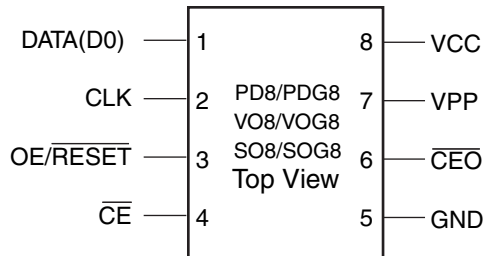 DATA(D0) 1 8 VCC
CLK 2 PD8/PDG8 7 VPP
VO8/VOG8
OE/RESET 3 SO8/SOG8 6 CEO
Top View
CE 4 5 GND